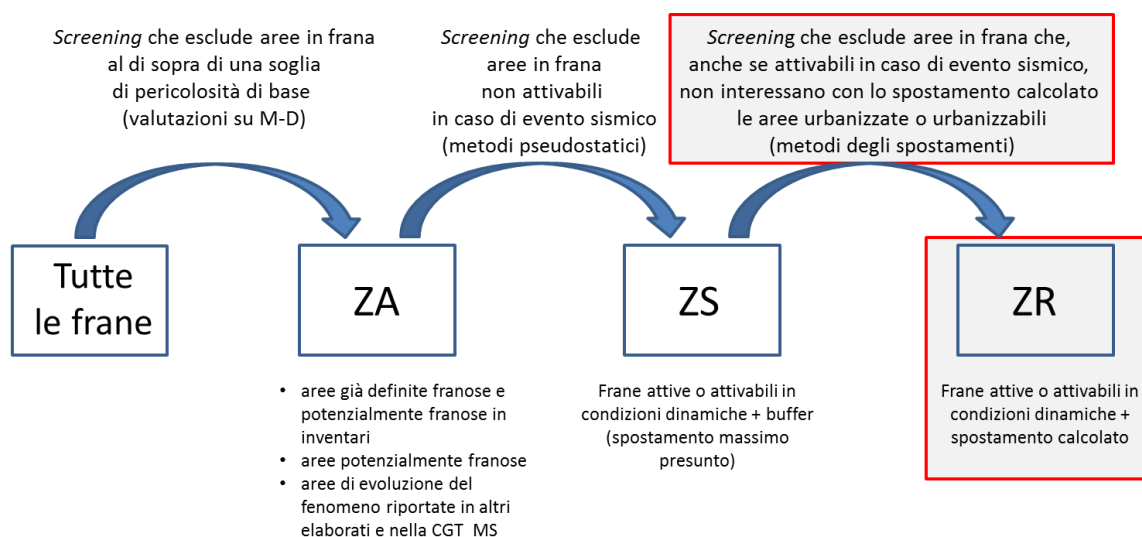 Screening che esclude aree in frana
al di sopra di una soglia
di pericolosità di base
(valutazioni su M-D)
Screening che esclude
aree in frana
non attivabili
in caso di evento sismico
(metodi pseudostatici)
Screening che esclude aree in frana che,
anche se attivabili in caso di evento sismico,
non interessano con lo spostamento calcolato
le aree urbanizzate o urbanizzabili
(metodi degli spostamenti)
Tutte
le frane
ZA
ZS
ZR
• aree già definite franose e
potenzialmente franose in
inventari
• aree potenzialmente franose
• aree di evoluzione del
fenomeno riportate in altri
elaborati e nella CGT_MS
Frane attive o attivabili in
condizioni dinamiche + buffer
(spostamento massimo
presunto)
Frane attive o attivabili in
condizioni dinamiche +
spostamento calcolato